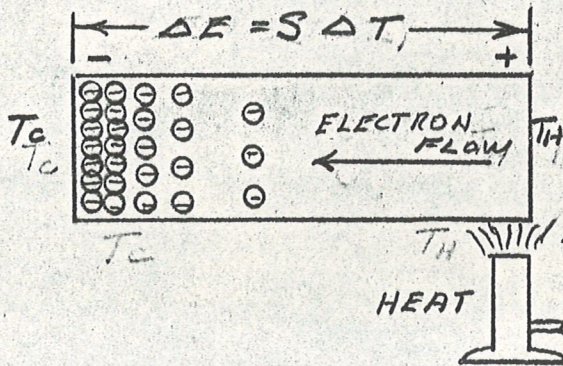 ΔE = S ΔT
- +
TC TH
TC
ELECTRON
FLOW
TC TH
HEAT